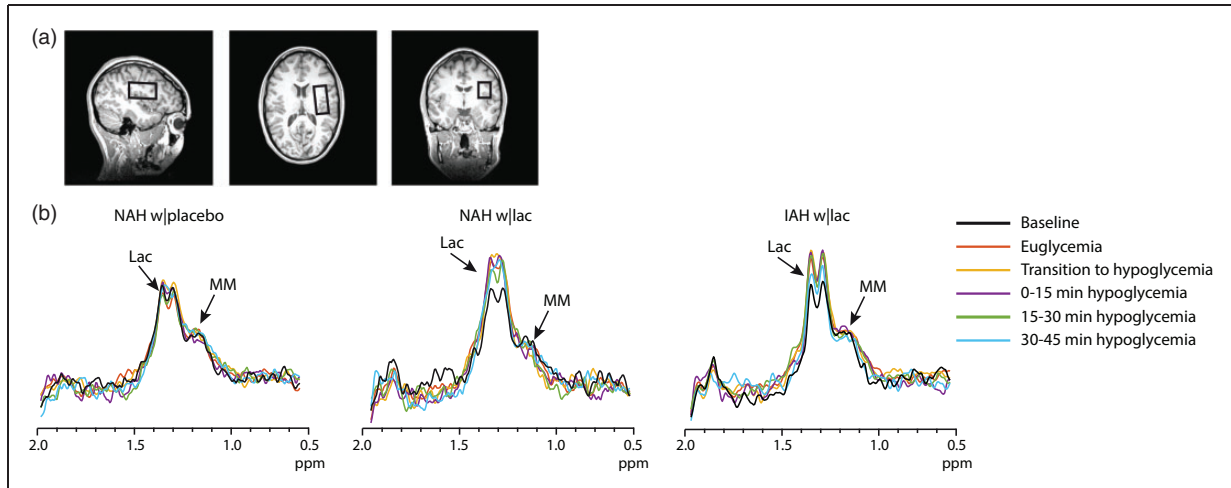 (a)
(b)
NAH w|placebo
Lac
MM
2.0 1.5 1.0 0.5
ppm
NAH w|lac
Lac
MM
2.0 1.5 1.0 0.5
ppm
IAH w|lac
Lac
MM
2.0 1.5 1.0 0.5
ppm
Baseline
Euglycemia
Transition to hypoglycemia
0-15 min hypoglycemia
15-30 min hypoglycemia
30-45 min hypoglycemia